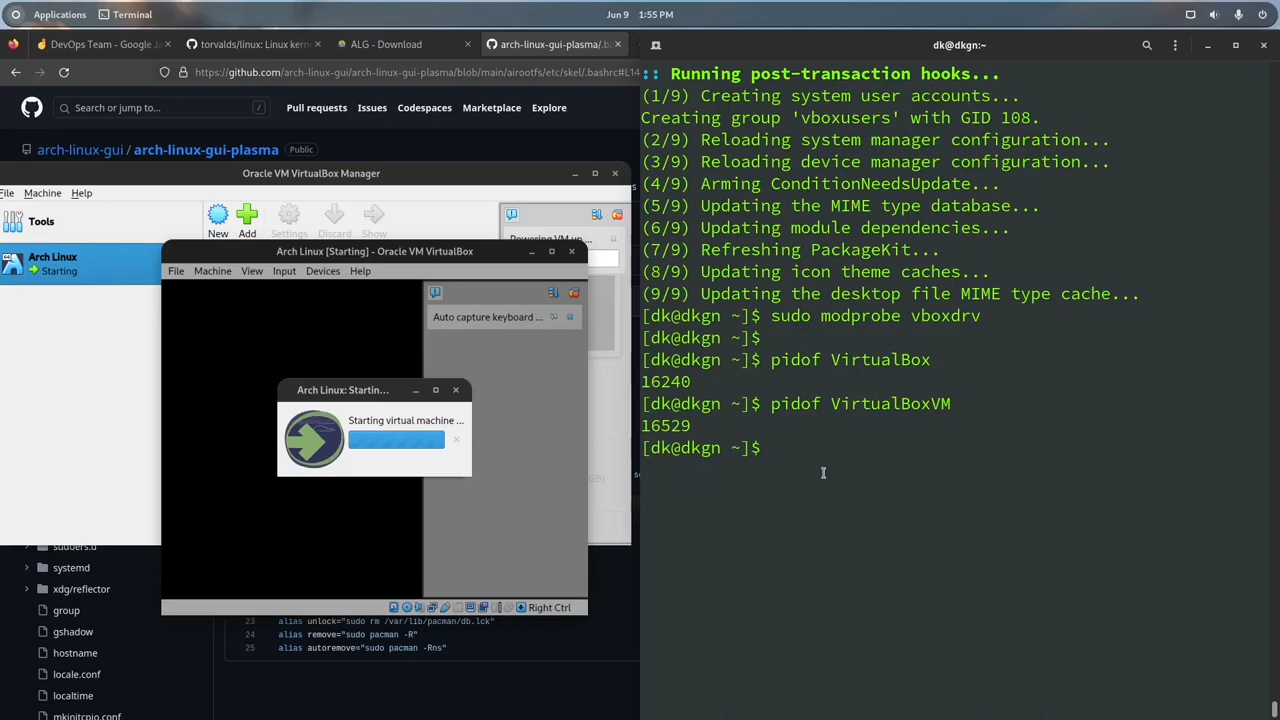 Applications
Terminal
Jun 9 1:55 PM
DevOps Team - Google Ja
torvalds/linux: Linux kern
ALG - Download
arch-linux-gui-plasma/.b
https://github.com/arch-linux-gui/arch-linux-gui-plasma/blob/main/airootfs/etc/skel/.bashrc#L14
Search or jump to...
/
Pull requests
Issues
Codespaces
Marketplace
Explore
arch-linux-gui / arch-linux-gui-plasma
Public
Oracle VM VirtualBox Manager
File Machine Help
Tools
New
Add
Settings
Discard
Show
Arch Linux
Starting
Powering VM up ...
Arch Linux [Starting] - Oracle VM VirtualBox
File Machine View Input Devices Help
Auto capture keyboard ...
Arch Linux: Startin...
Starting virtual machine ...
Right Ctrl
sudoers.d
systemd
xdg/reflector
group
gshadow
hostname
locale.conf
localtime
mkinitcpio.conf
23 alias unlock="sudo rm /var/lib/pacman/db.lck"
24 alias remove="sudo pacman -R"
25 alias autoremove="sudo pacman -Rns"
dk@dkgn:~
:: Running post-transaction hooks...
(1/9) Creating system user accounts...
Creating group 'vboxusers' with GID 108.
(2/9) Reloading system manager configuration...
(3/9) Reloading device manager configuration...
(4/9) Arming ConditionNeedsUpdate...
(5/9) Updating the MIME type database...
(6/9) Updating module dependencies...
(7/9) Refreshing PackageKit...
(8/9) Updating icon theme caches...
(9/9) Updating the desktop file MIME type cache...
[dk@dkgn ~]$ sudo modprobe vboxdrv
[dk@dkgn ~]$
[dk@dkgn ~]$ pidof VirtualBox
16240
[dk@dkgn ~]$ pidof VirtualBoxVM
16529
[dk@dkgn ~]$